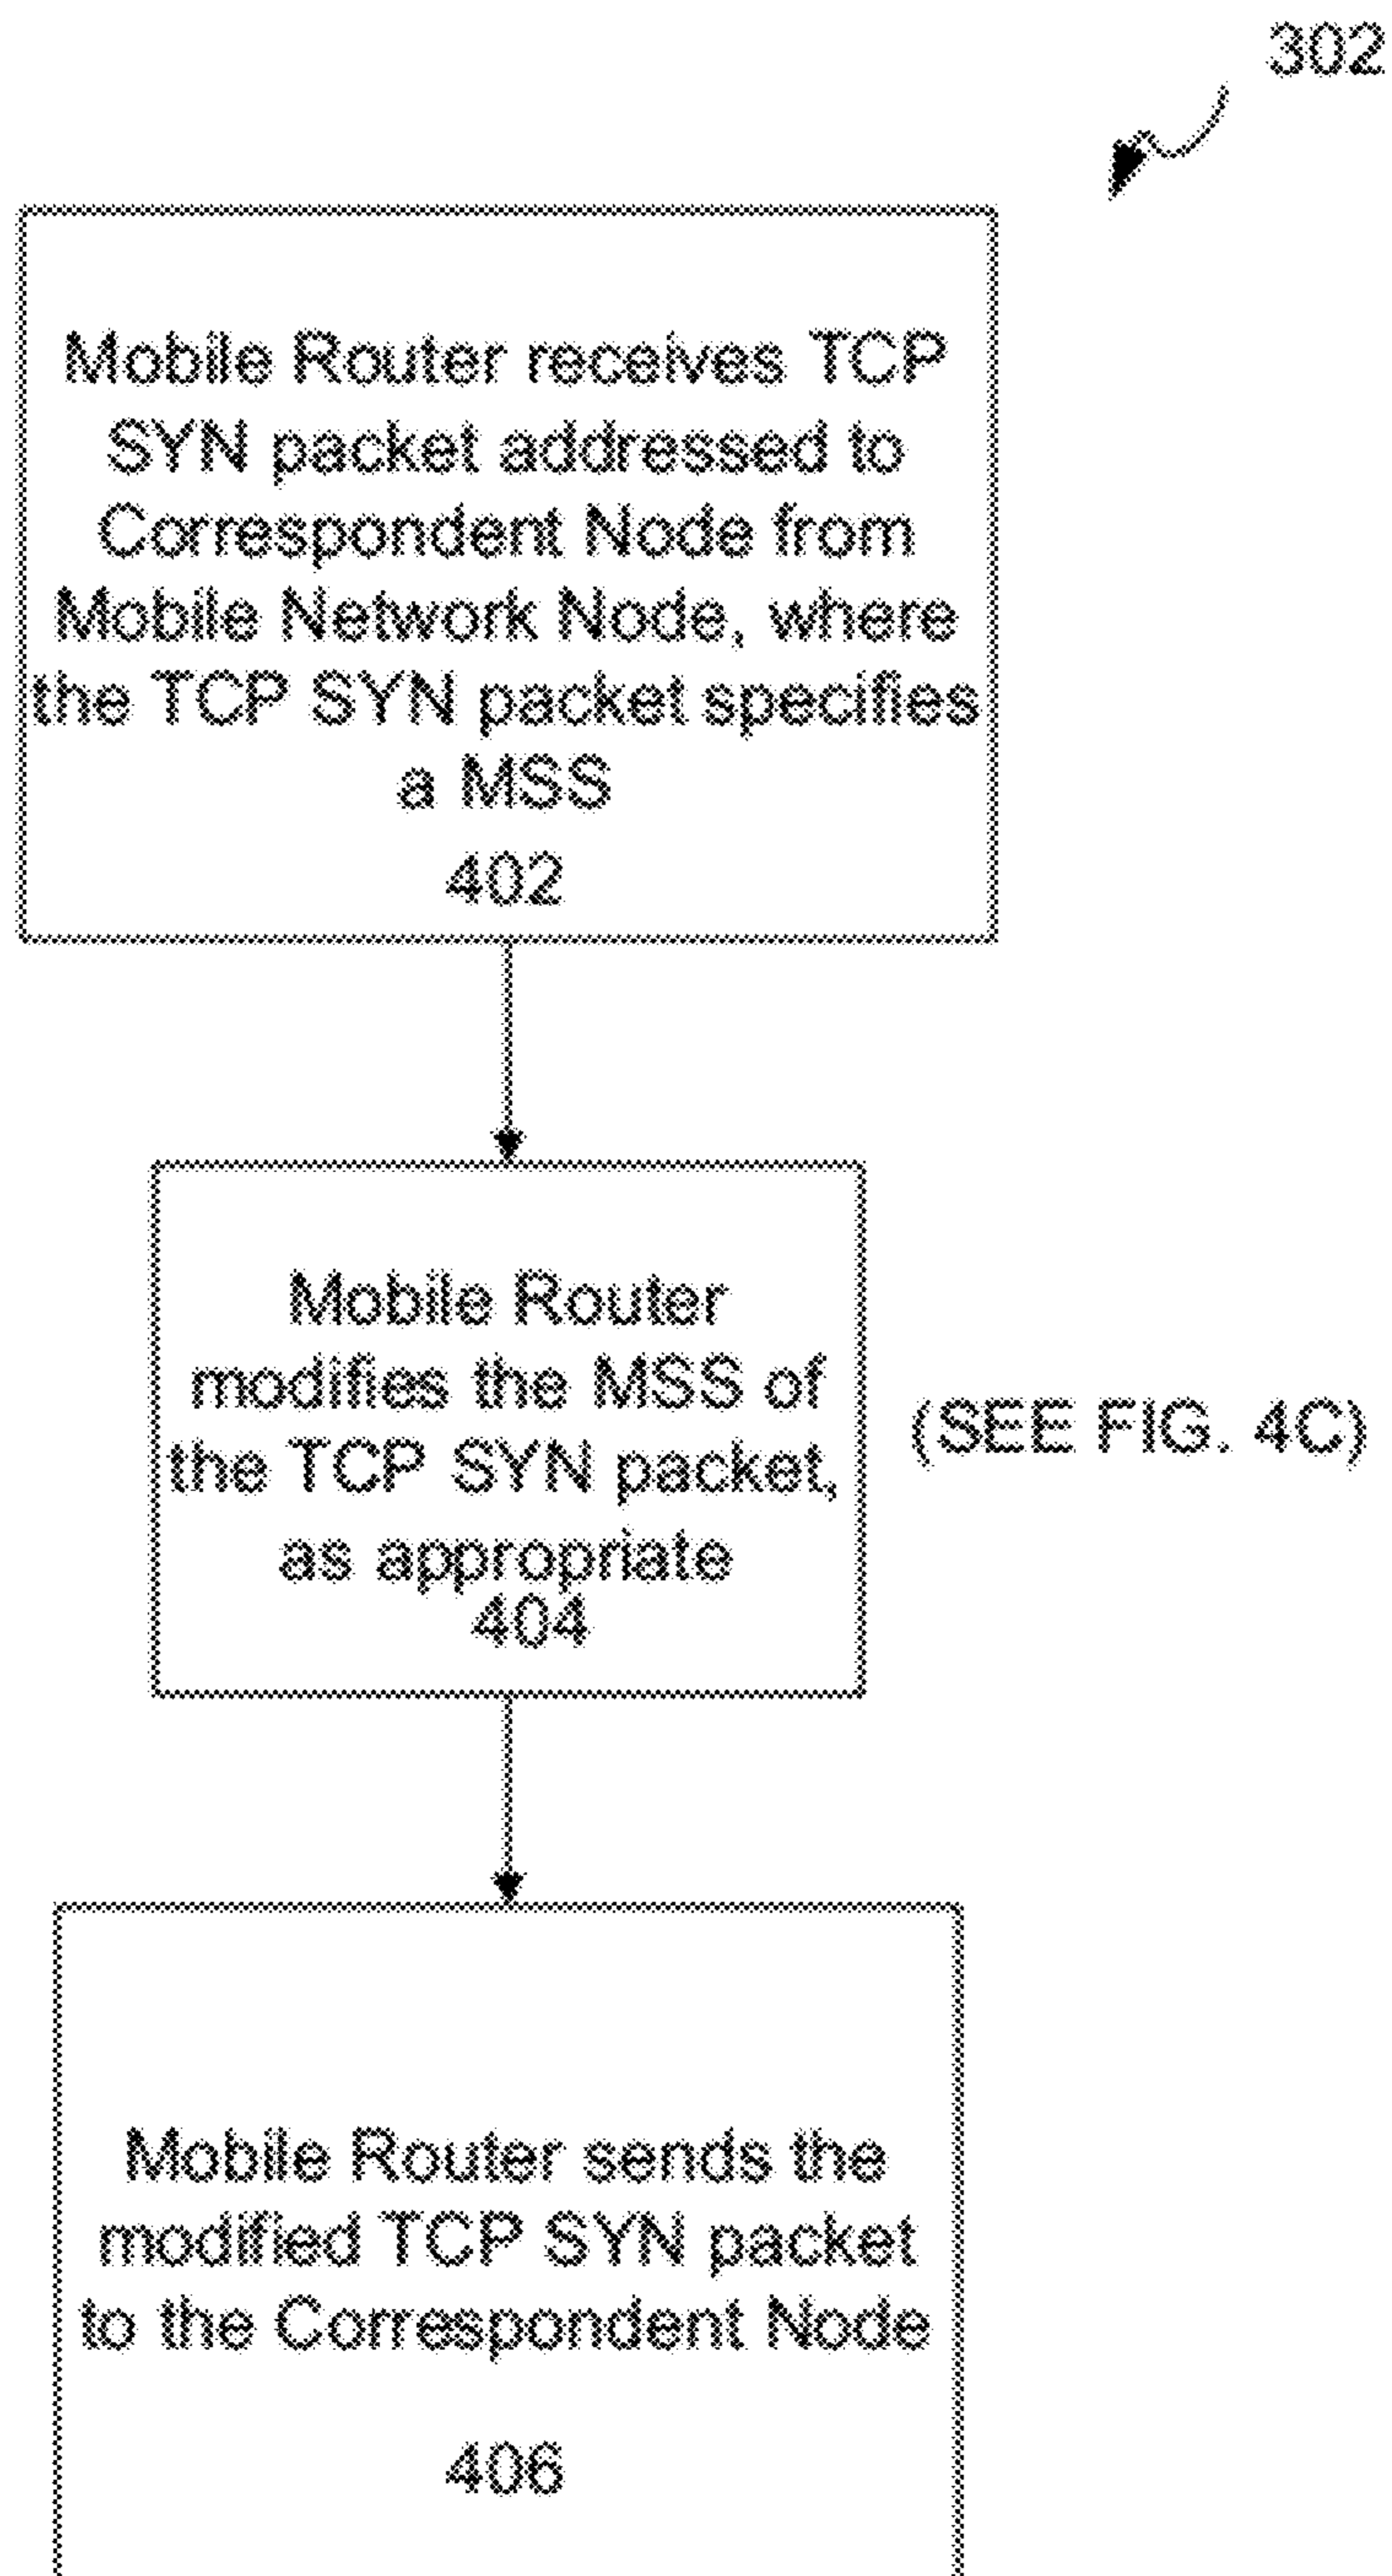 302
Mobile Router receives TCP
SYN packet addressed to
Correspondent Node from
Mobile Network Node, where
the TCP SYN packet specifies
a MSS
402
Mobile Router
modifies the MSS of
the TCP SYN packet,
as appropriate
404
(SEE FIG. 4C)
Mobile Router sends the
modified TCP SYN packet
to the Correspondent Node
406